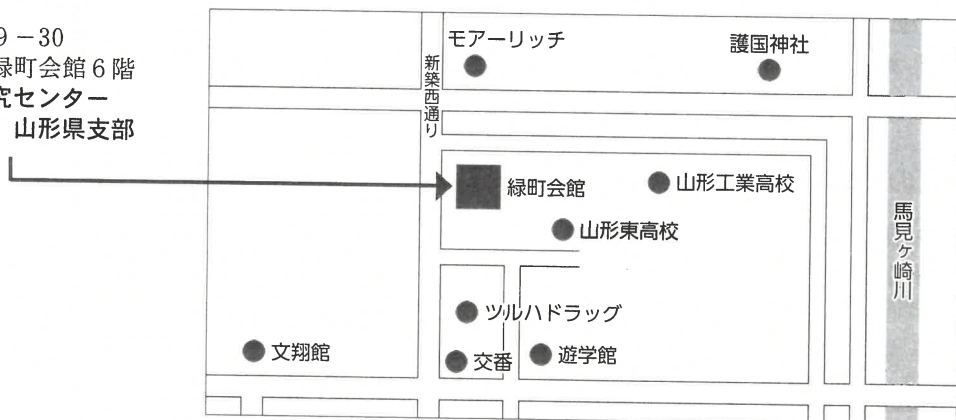 9－30
緑町会館６階
究センター
山形県支部
モアーリッチ
護国神社
新築西通り
緑町会館
山形工業高校
山形東高校
馬見ヶ崎川
ツルハドラッグ
文翔館
交番
遊学館